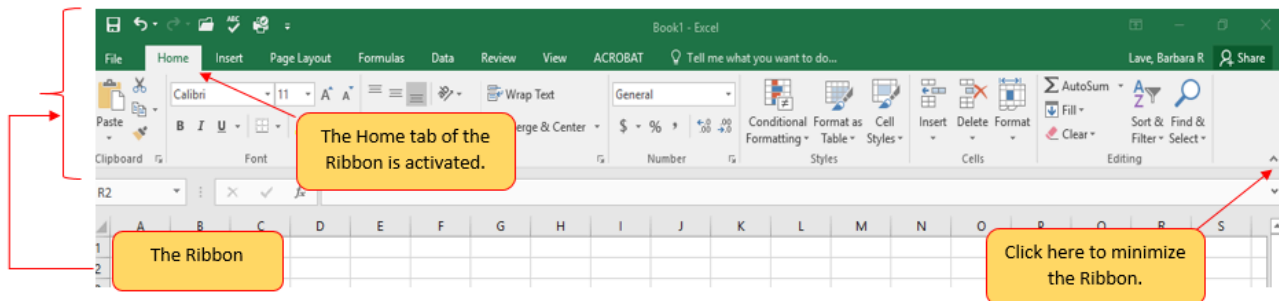 Book1 - Excel
File Home Insert Page Layout Formulas Data Review View ACROBAT Tell me what you want to do... Lave, Barbara R Share
Calibri 11 A A Wrap Text General AutoSum
Paste Conditional Format as Cell Insert Delete Format Fill Sort & Find &
B I U erge & Center $ % , Formatting Table Styles Clear Filter Select
Clipboard Font Number Styles Cells Editing
The Home tab of the
Ribbon is activated.
R2 fx
A B C D E F G H I J K L M N O P Q R S
1
2
The Ribbon
Click here to minimize
the Ribbon.